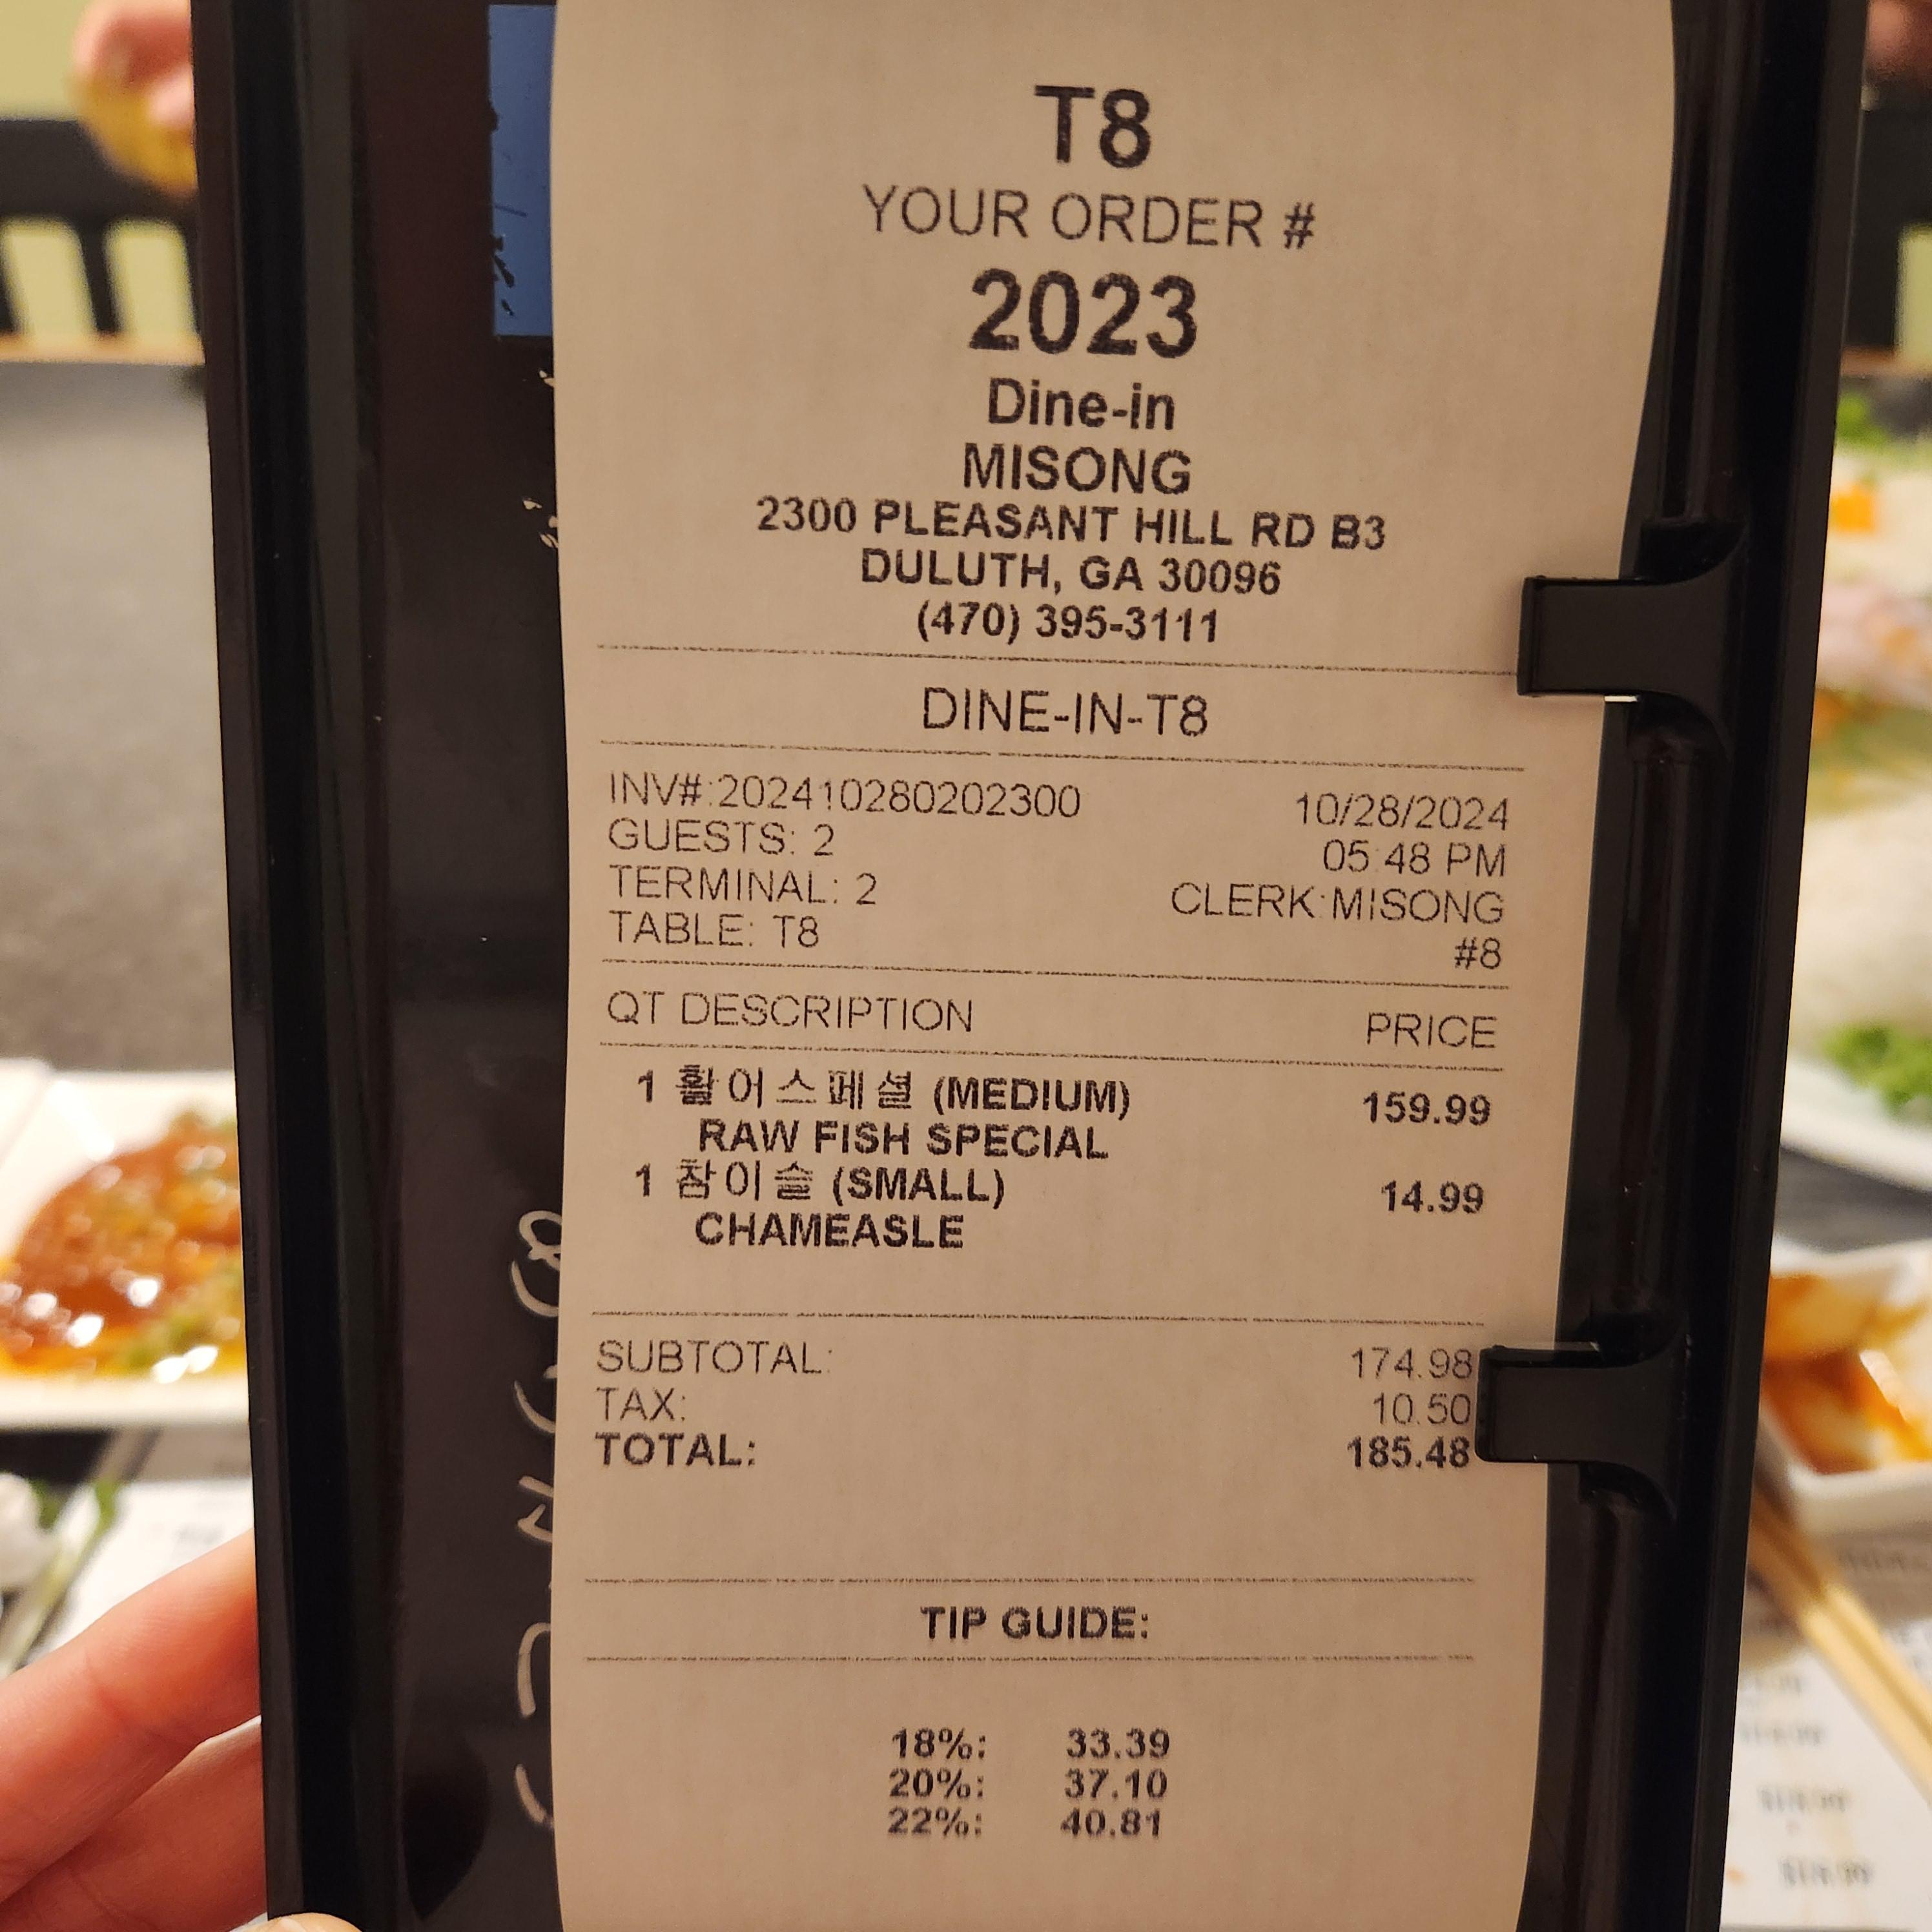 T8
YOUR ORDER #
2023
Dine-in
MISONG
2300 PLEASANT HILL RD B3
DULUTH, GA 30096
(470) 395-3111
DINE-IN-T8
INV#:202410280202300 10/28/2024
GUESTS: 2 05:48 PM
TERMINAL: 2 CLERK:MISONG
TABLE: T8 #8
QT DESCRIPTION PRICE
1 활어스페셜 (MEDIUM) 159.99
RAW FISH SPECIAL
1 참이슬 (SMALL) 14.99
CHAMEASLE
SUBTOTAL: 174.98
TAX: 10.50
TOTAL: 185.48
TIP GUIDE:
18%: 33.39
20%: 37.10
22%: 40.81